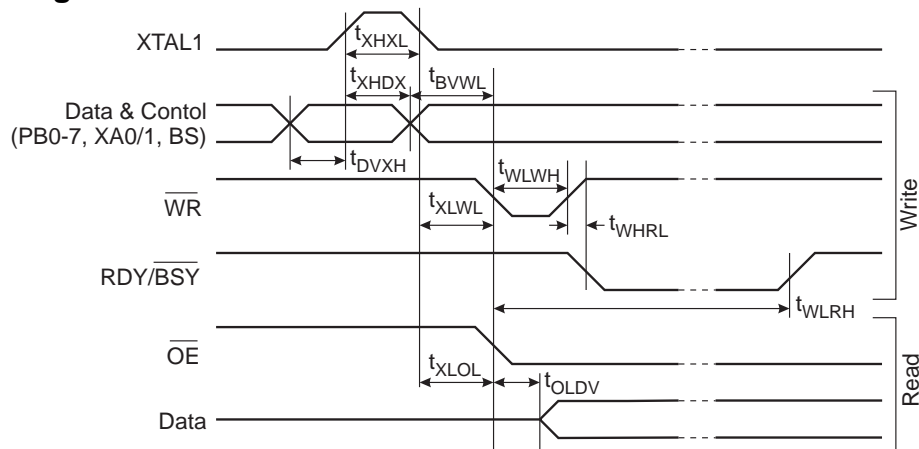 XTAL1
tXHXL
tXHDX
tBVWL
Data & Contol
(PB0-7, XA0/1, BS)
tDVXH
tWLWH
WR
tXLWL
tWHRL
Write
RDY/BSY
tWLRH
OE
tXLOL
tOLDV
Read
Data